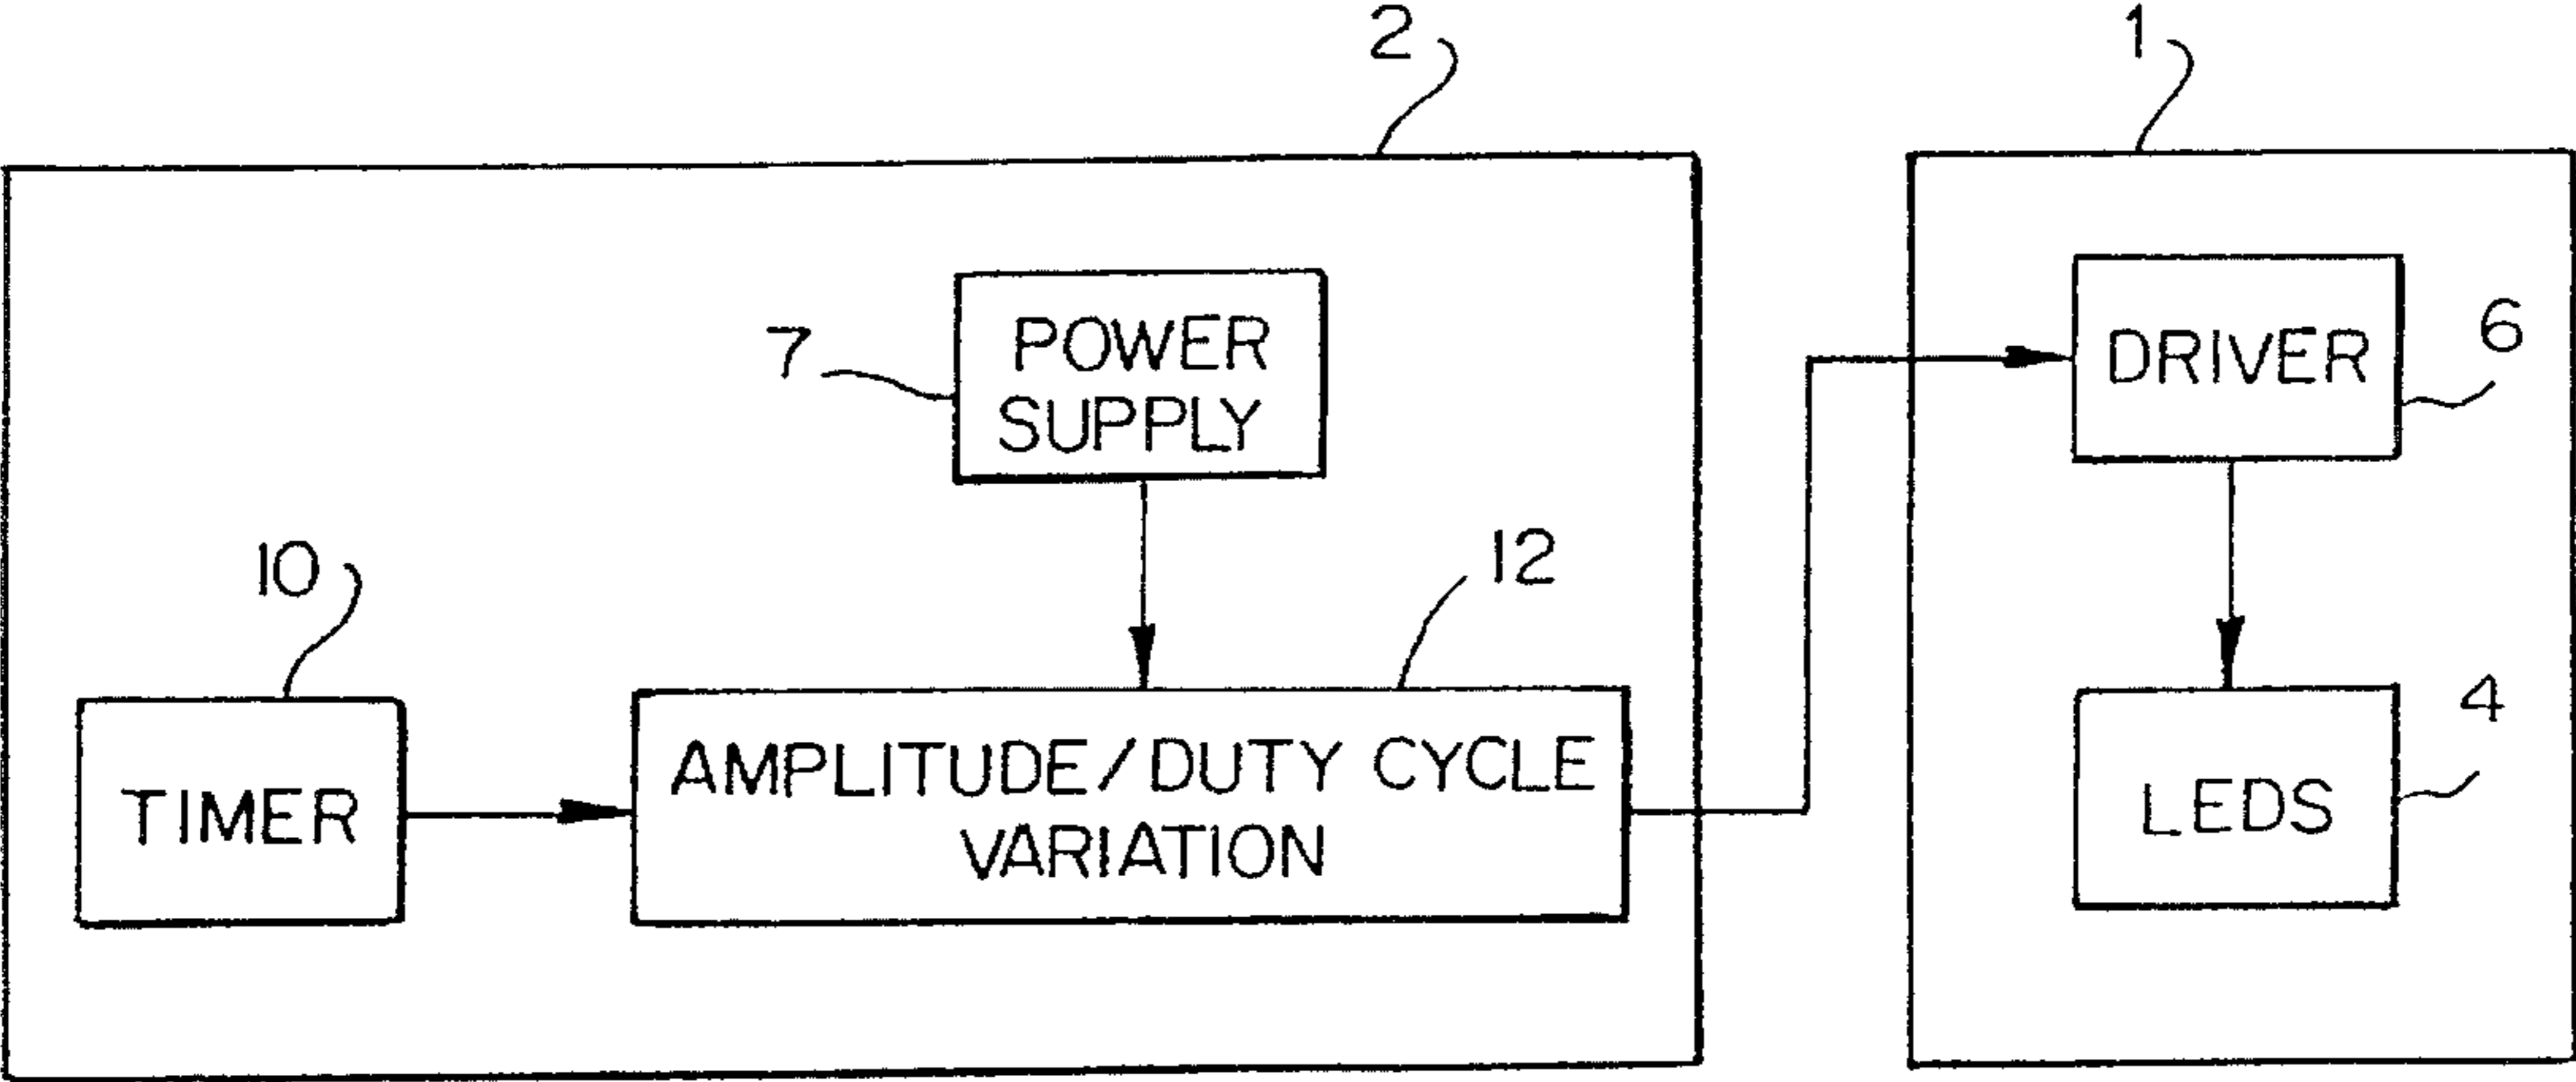 2
1
POWER
SUPPLY
7
DRIVER
6
10
12
TIMER
AMPLITUDE/DUTY CYCLE
VARIATION
LEDS
4